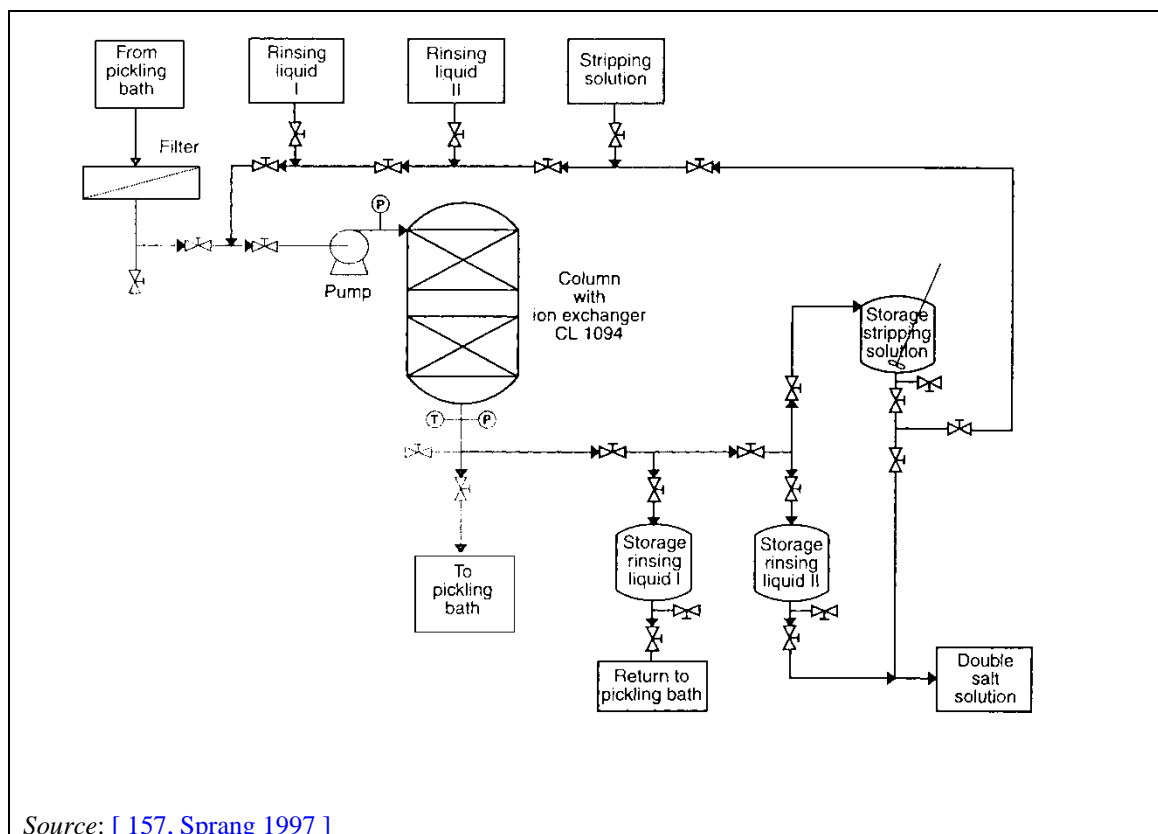 From
pickling
bath
Rinsing
liquid
I
Rinsing
liquid
II
Stripping
solution
Filter
P
Pump
Column
with
ion exchanger
CL 1094
Storage
stripping
solution
T
P
To
pickling
bath
Storage
rinsing
liquid I
Storage
rinsing
liquid II
Return to
pickling bath
Double
salt
solution
Source: [ 157, Sprang 1997 ]